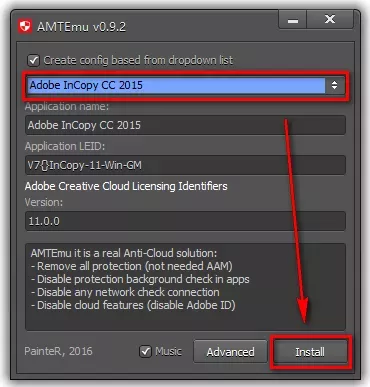 AMTEmu v0.9.2
Create config based from dropdown list
Adobe InCopy CC 2015
Application name:
Adobe InCopy CC 2015
Application LEID:
V7{}InCopy-11-Win-GM
Adobe Creative Cloud Licensing Identifiers
Version:
11.0.0
AMTEmu it is a real Anti-Cloud solution:
- Remove all protection (not needed AAM)
- Disable protection background check in apps
- Disable any network check connection
- Disable cloud features (disable Adobe ID)
PainteR, 2016 Music Advanced Install